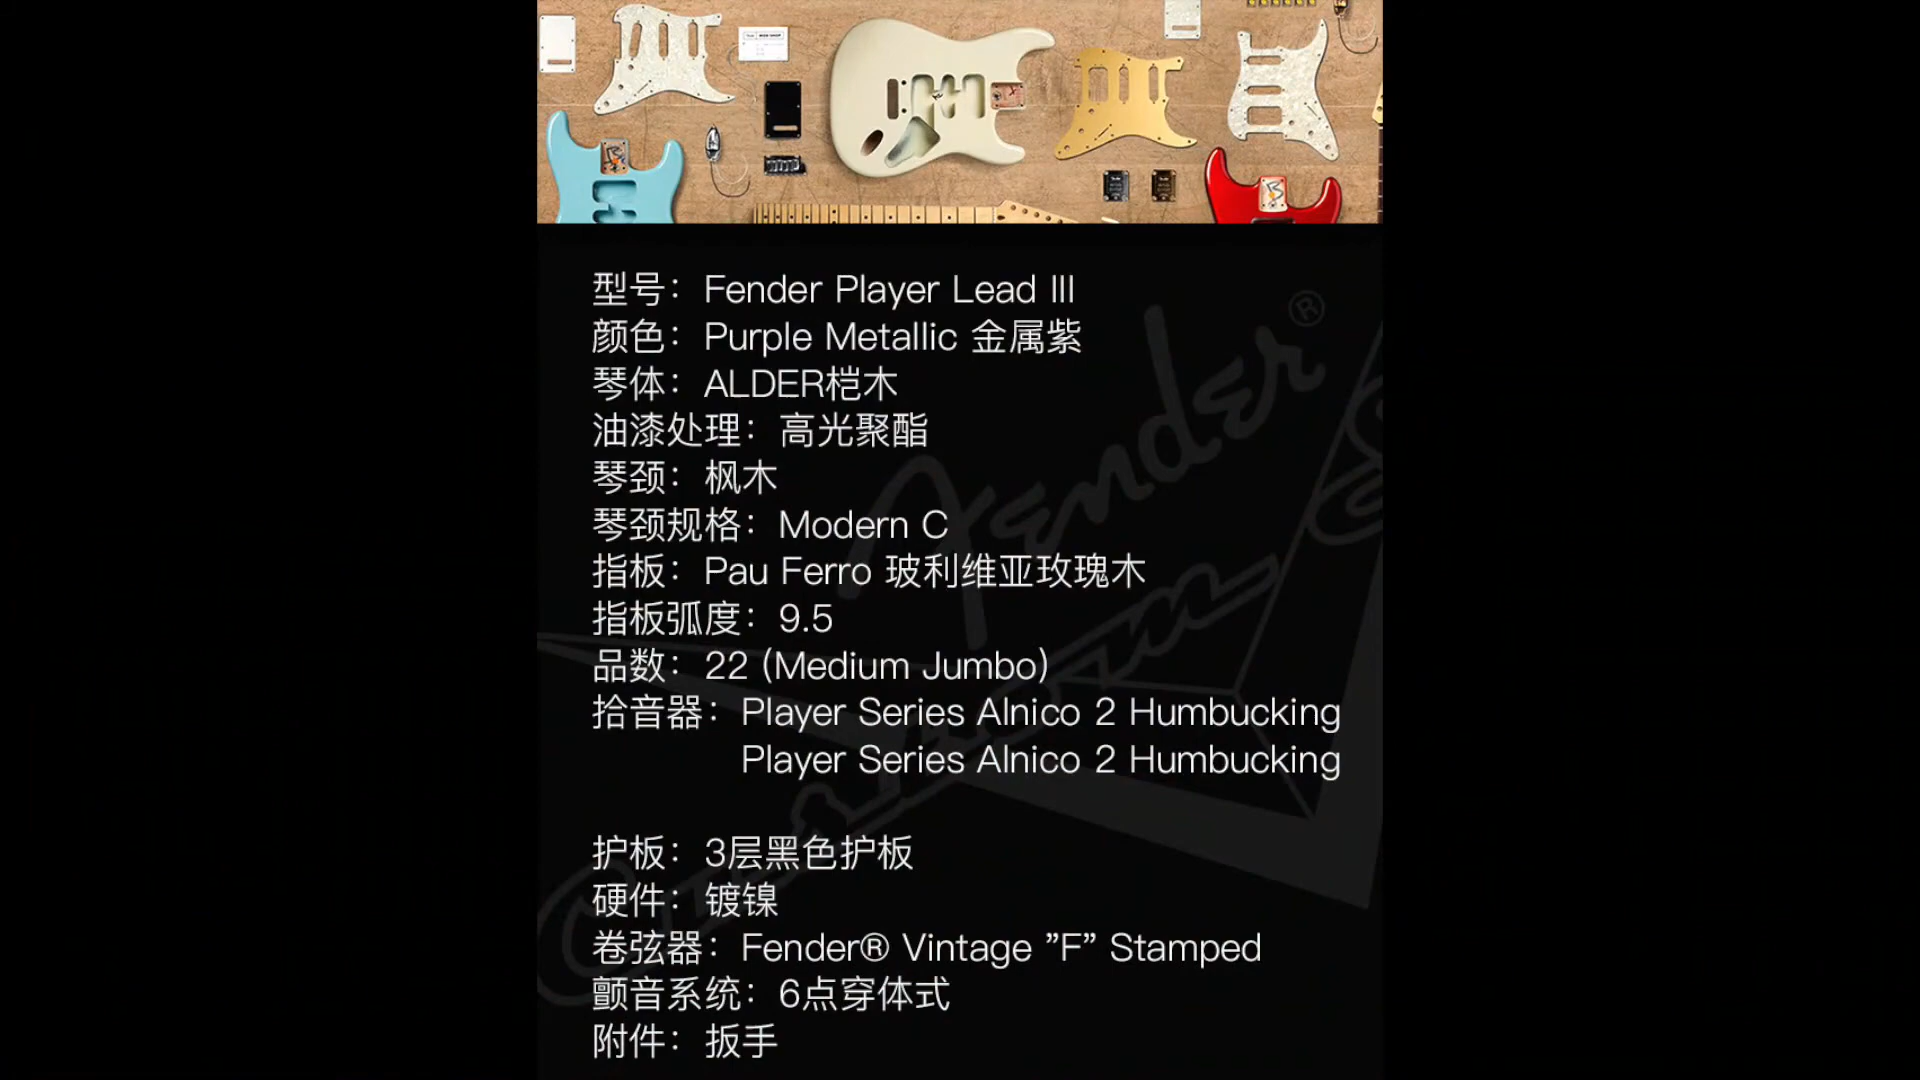 型号：Fender Player Lead III
颜色：Purple Metallic 金属紫
琴体：ALDER桤木
油漆处理：高光聚酯
琴颈：枫木
琴颈规格：Modern C
指板：Pau Ferro 玻利维亚玫瑰木
指板弧度：9.5
品数：22 (Medium Jumbo)
拾音器：Player Series Alnico 2 Humbucking
Player Series Alnico 2 Humbucking
护板：3层黑色护板
硬件：镀镍
卷弦器：Fender® Vintage ”F” Stamped
颤音系统：6点穿体式
附件：扳手
Fender®